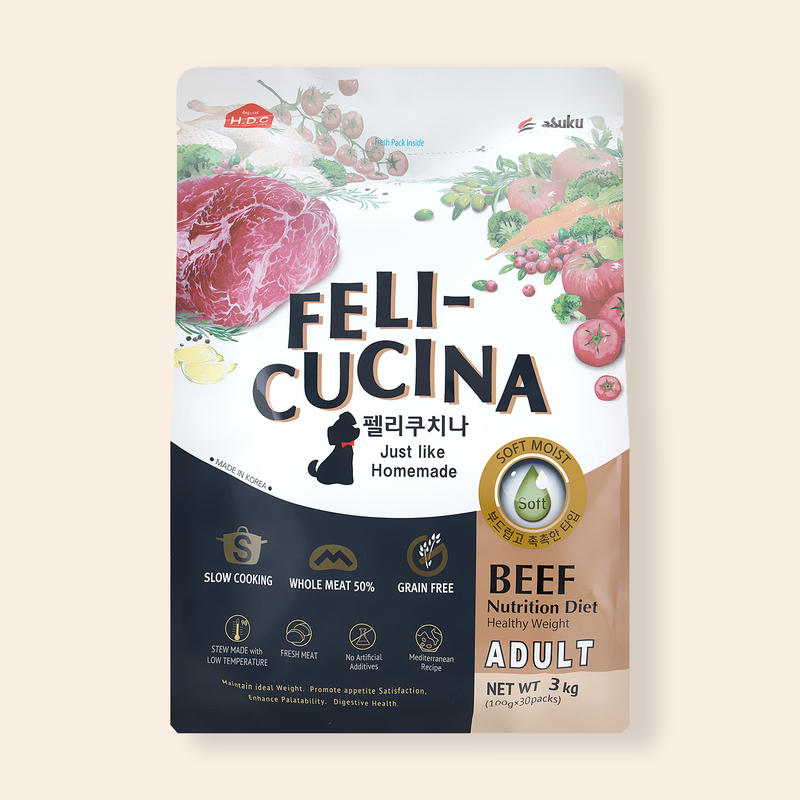 dog & cat
H.D.C
asuku
Fresh Pack Inside
FELI-
CUCINA
펠리쿠치나
Just like
Homemade
• MADE IN KOREA •
SOFT MOIST
Soft
부드럽고 촉촉한 타입
S
SLOW COOKING
WHOLE MEAT 50%
GRAIN FREE
BEEF
Nutrition Diet
Healthy Weight
ADULT
NET WT 3 kg
(100g×30packs)
90
STEW MADE with
LOW TEMPERATURE
FRESH MEAT
No Artificial
Additives
Mediterranean
Recipe
Maintain ideal Weight. Promote appetite Satisfaction.
Enhance Palatability. Digestive Health.